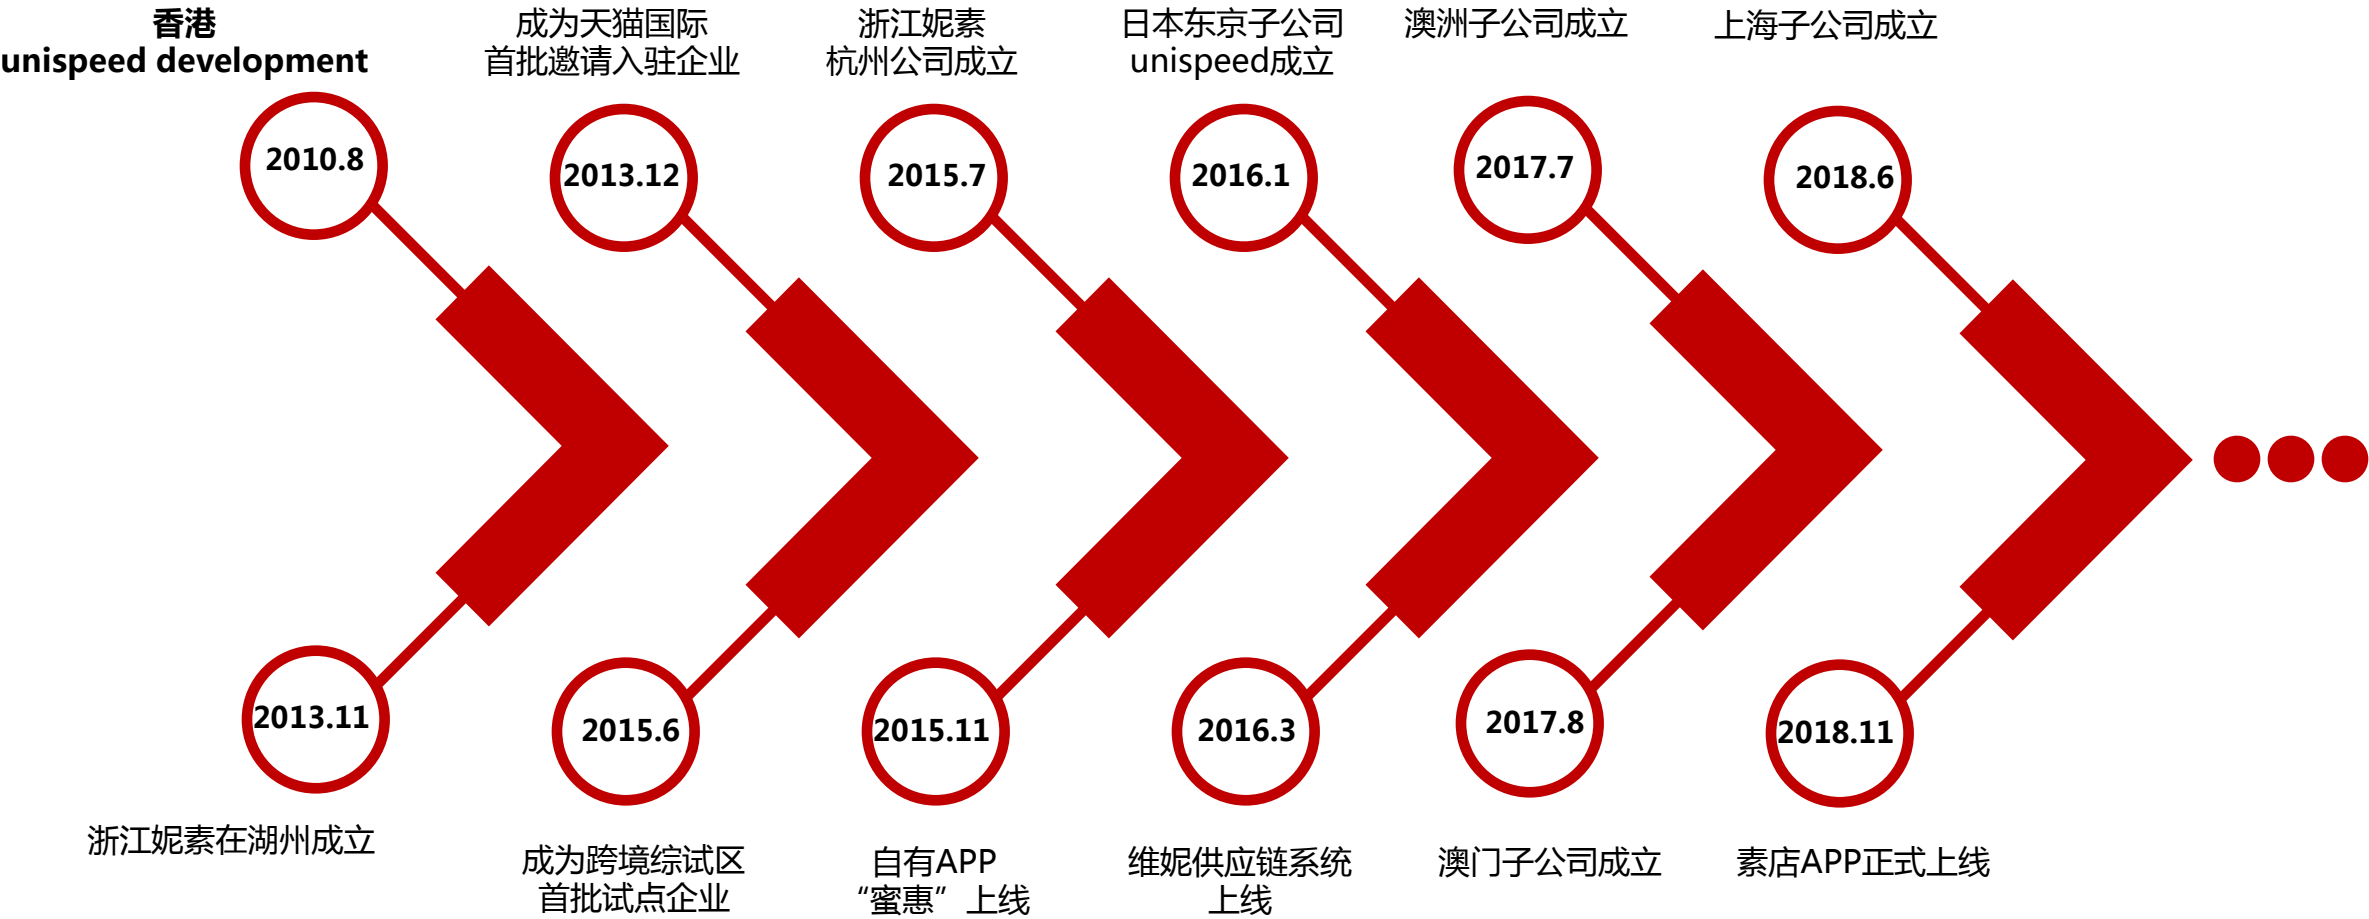 香港
unispeed development
成为天猫国际
首批邀请入驻企业
浙江妮素
杭州公司成立
日本东京子公司
unispeed成立
澳洲子公司成立
上海子公司成立
2010.8
2013.12
2015.7
2016.1
2017.7
2018.6
2013.11
2015.6
2015.11
2016.3
2017.8
2018.11
浙江妮素在湖州成立
成为跨境综试区
首批试点企业
自有APP
“蜜惠”上线
维妮供应链系统
上线
澳门子公司成立
素店APP正式上线